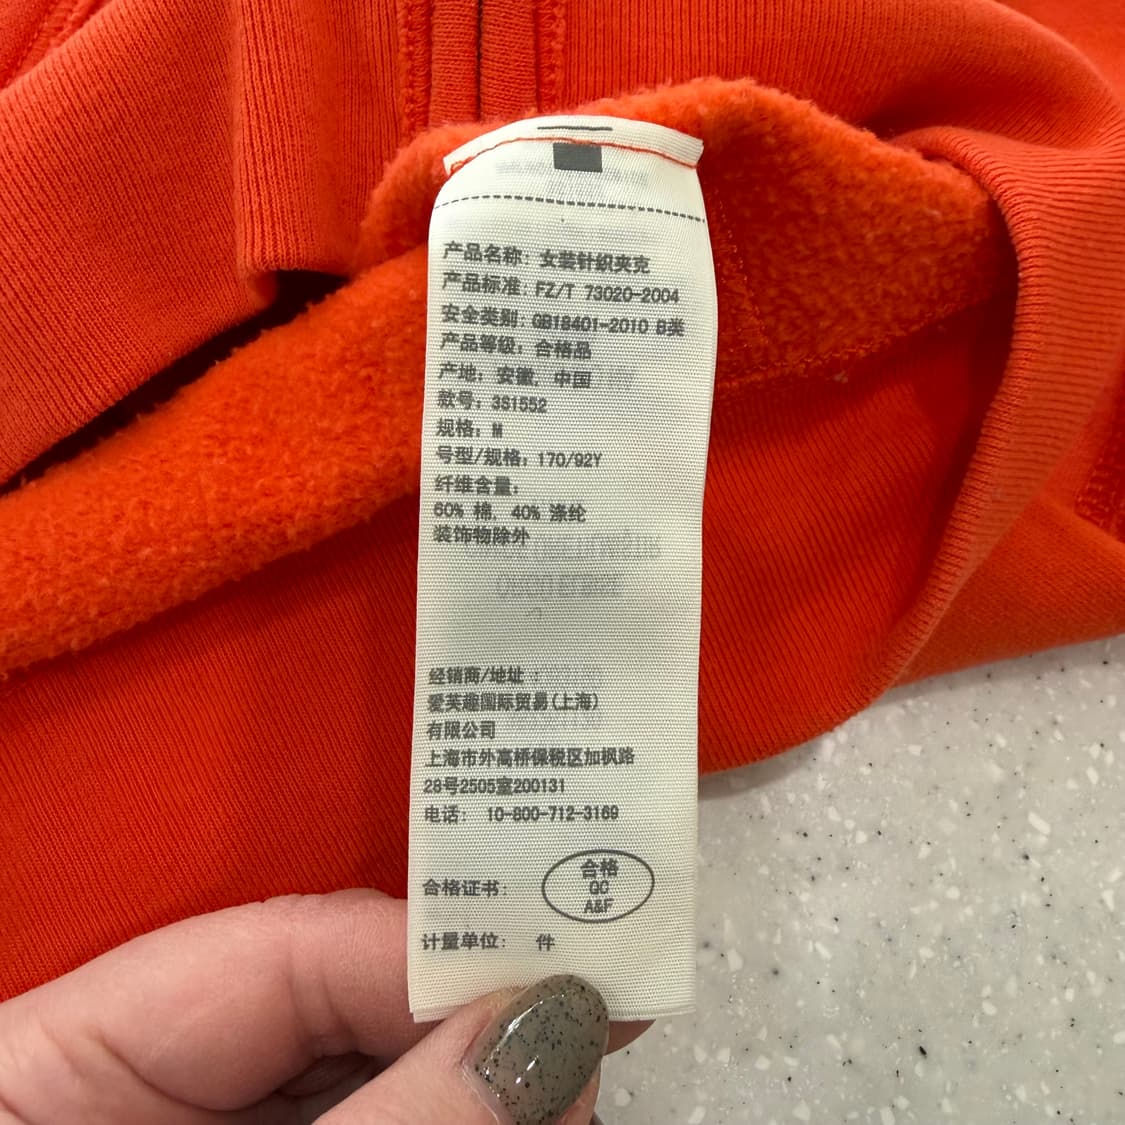 产品名称: 女装针织夹克
产品标准: FZ/T 73020-2004
安全类别: GB18401-2010 B类
产品等级: 合格品
产地: 安徽, 中国
款号: 3S1552
规格: M
号型/规格: 170/92Y
纤维含量:
60% 棉, 40% 涤纶
装饰物除外
经销商/地址 :
爱芙趣国际贸易(上海)
有限公司
上海市外高桥保税区加枫路
28号2505室200131
电话: 10-800-712-3169
合格证书:
合格
QC
A&F
计量单位: 件